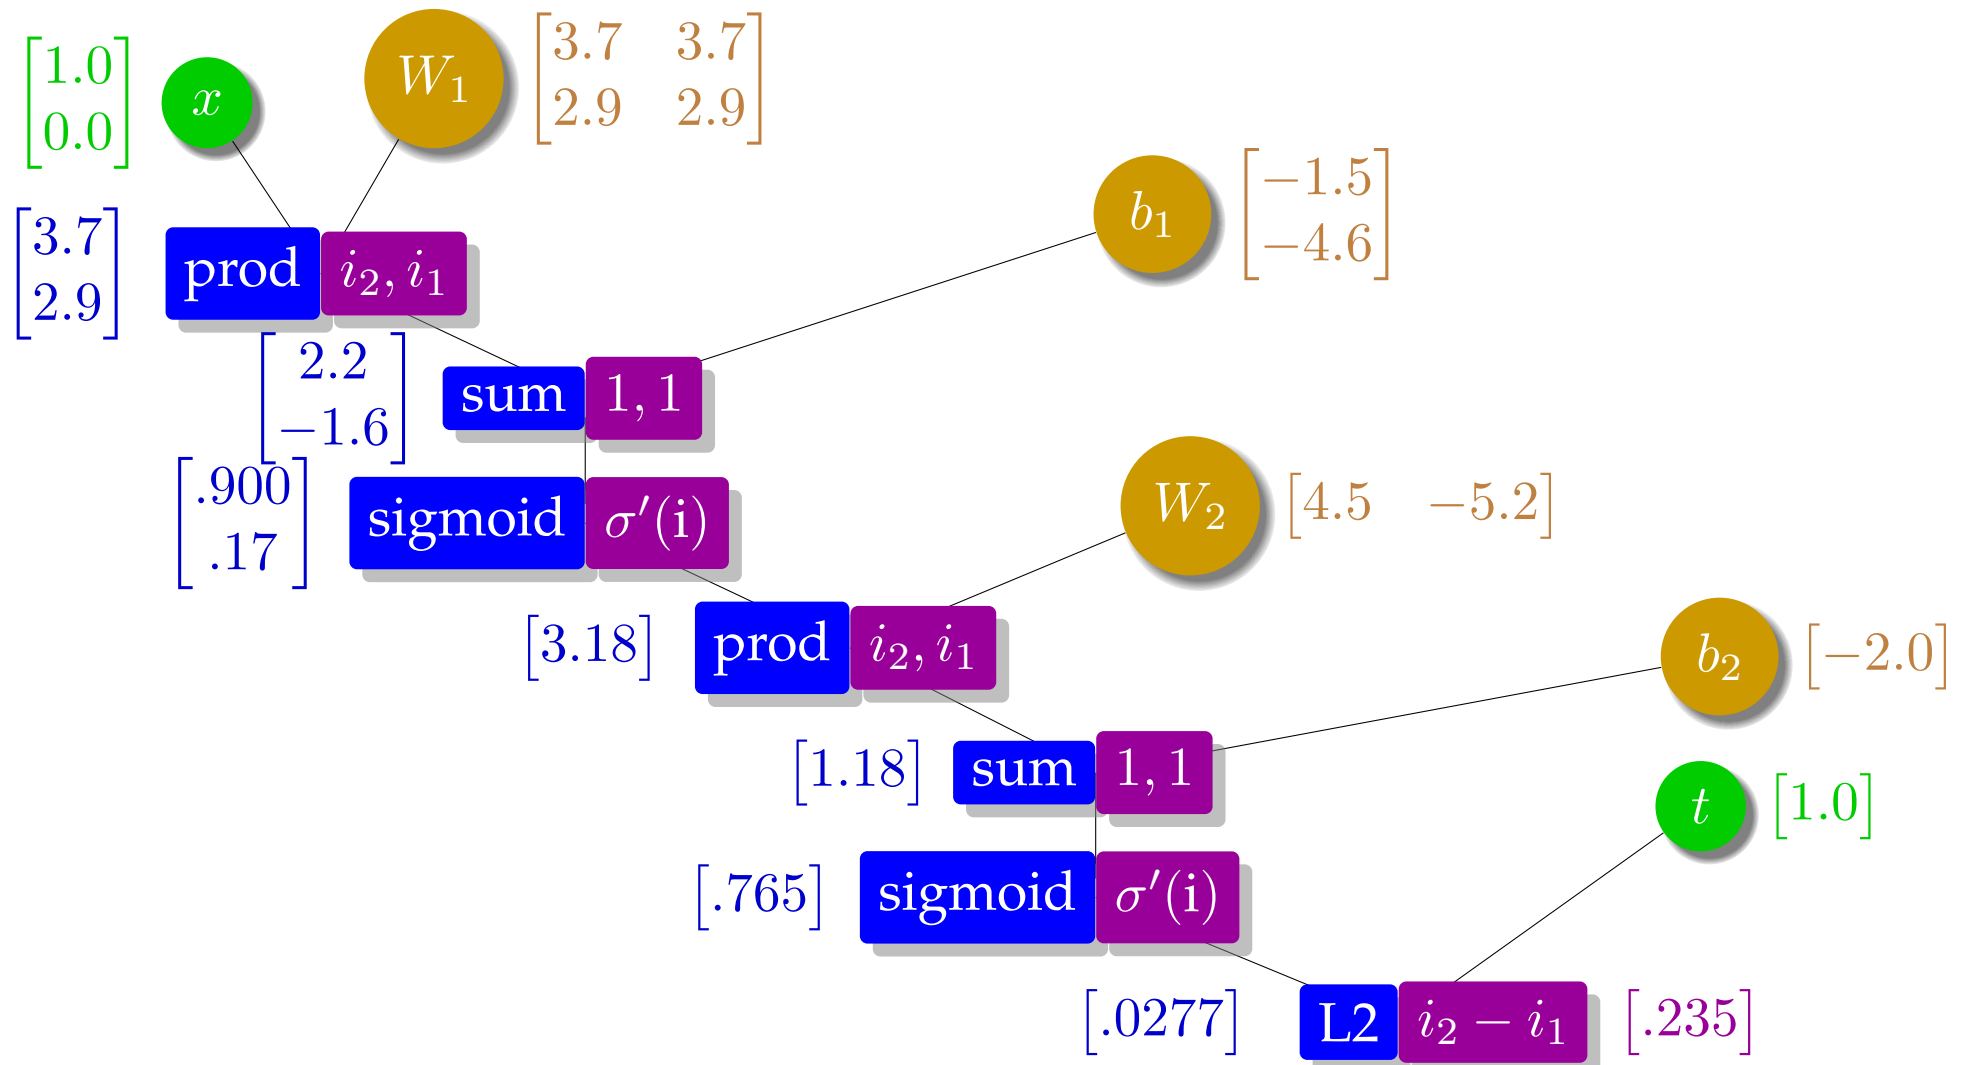 [1.0 0.0]
x
W₁
[3.7 3.7 2.9 2.9]
b₁
[−1.5 −4.6]
[3.7 2.9]
prod i₂, i₁
[2.2 −1.6]
sum 1, 1
[.900 .17]
sigmoid σ′(i)
W₂
[4.5 −5.2]
[3.18]
prod i₂, i₁
b₂
[−2.0]
[1.18]
sum 1, 1
t
[1.0]
[.765]
sigmoid σ′(i)
[.0277]
L2 i₂ − i₁
[.235]